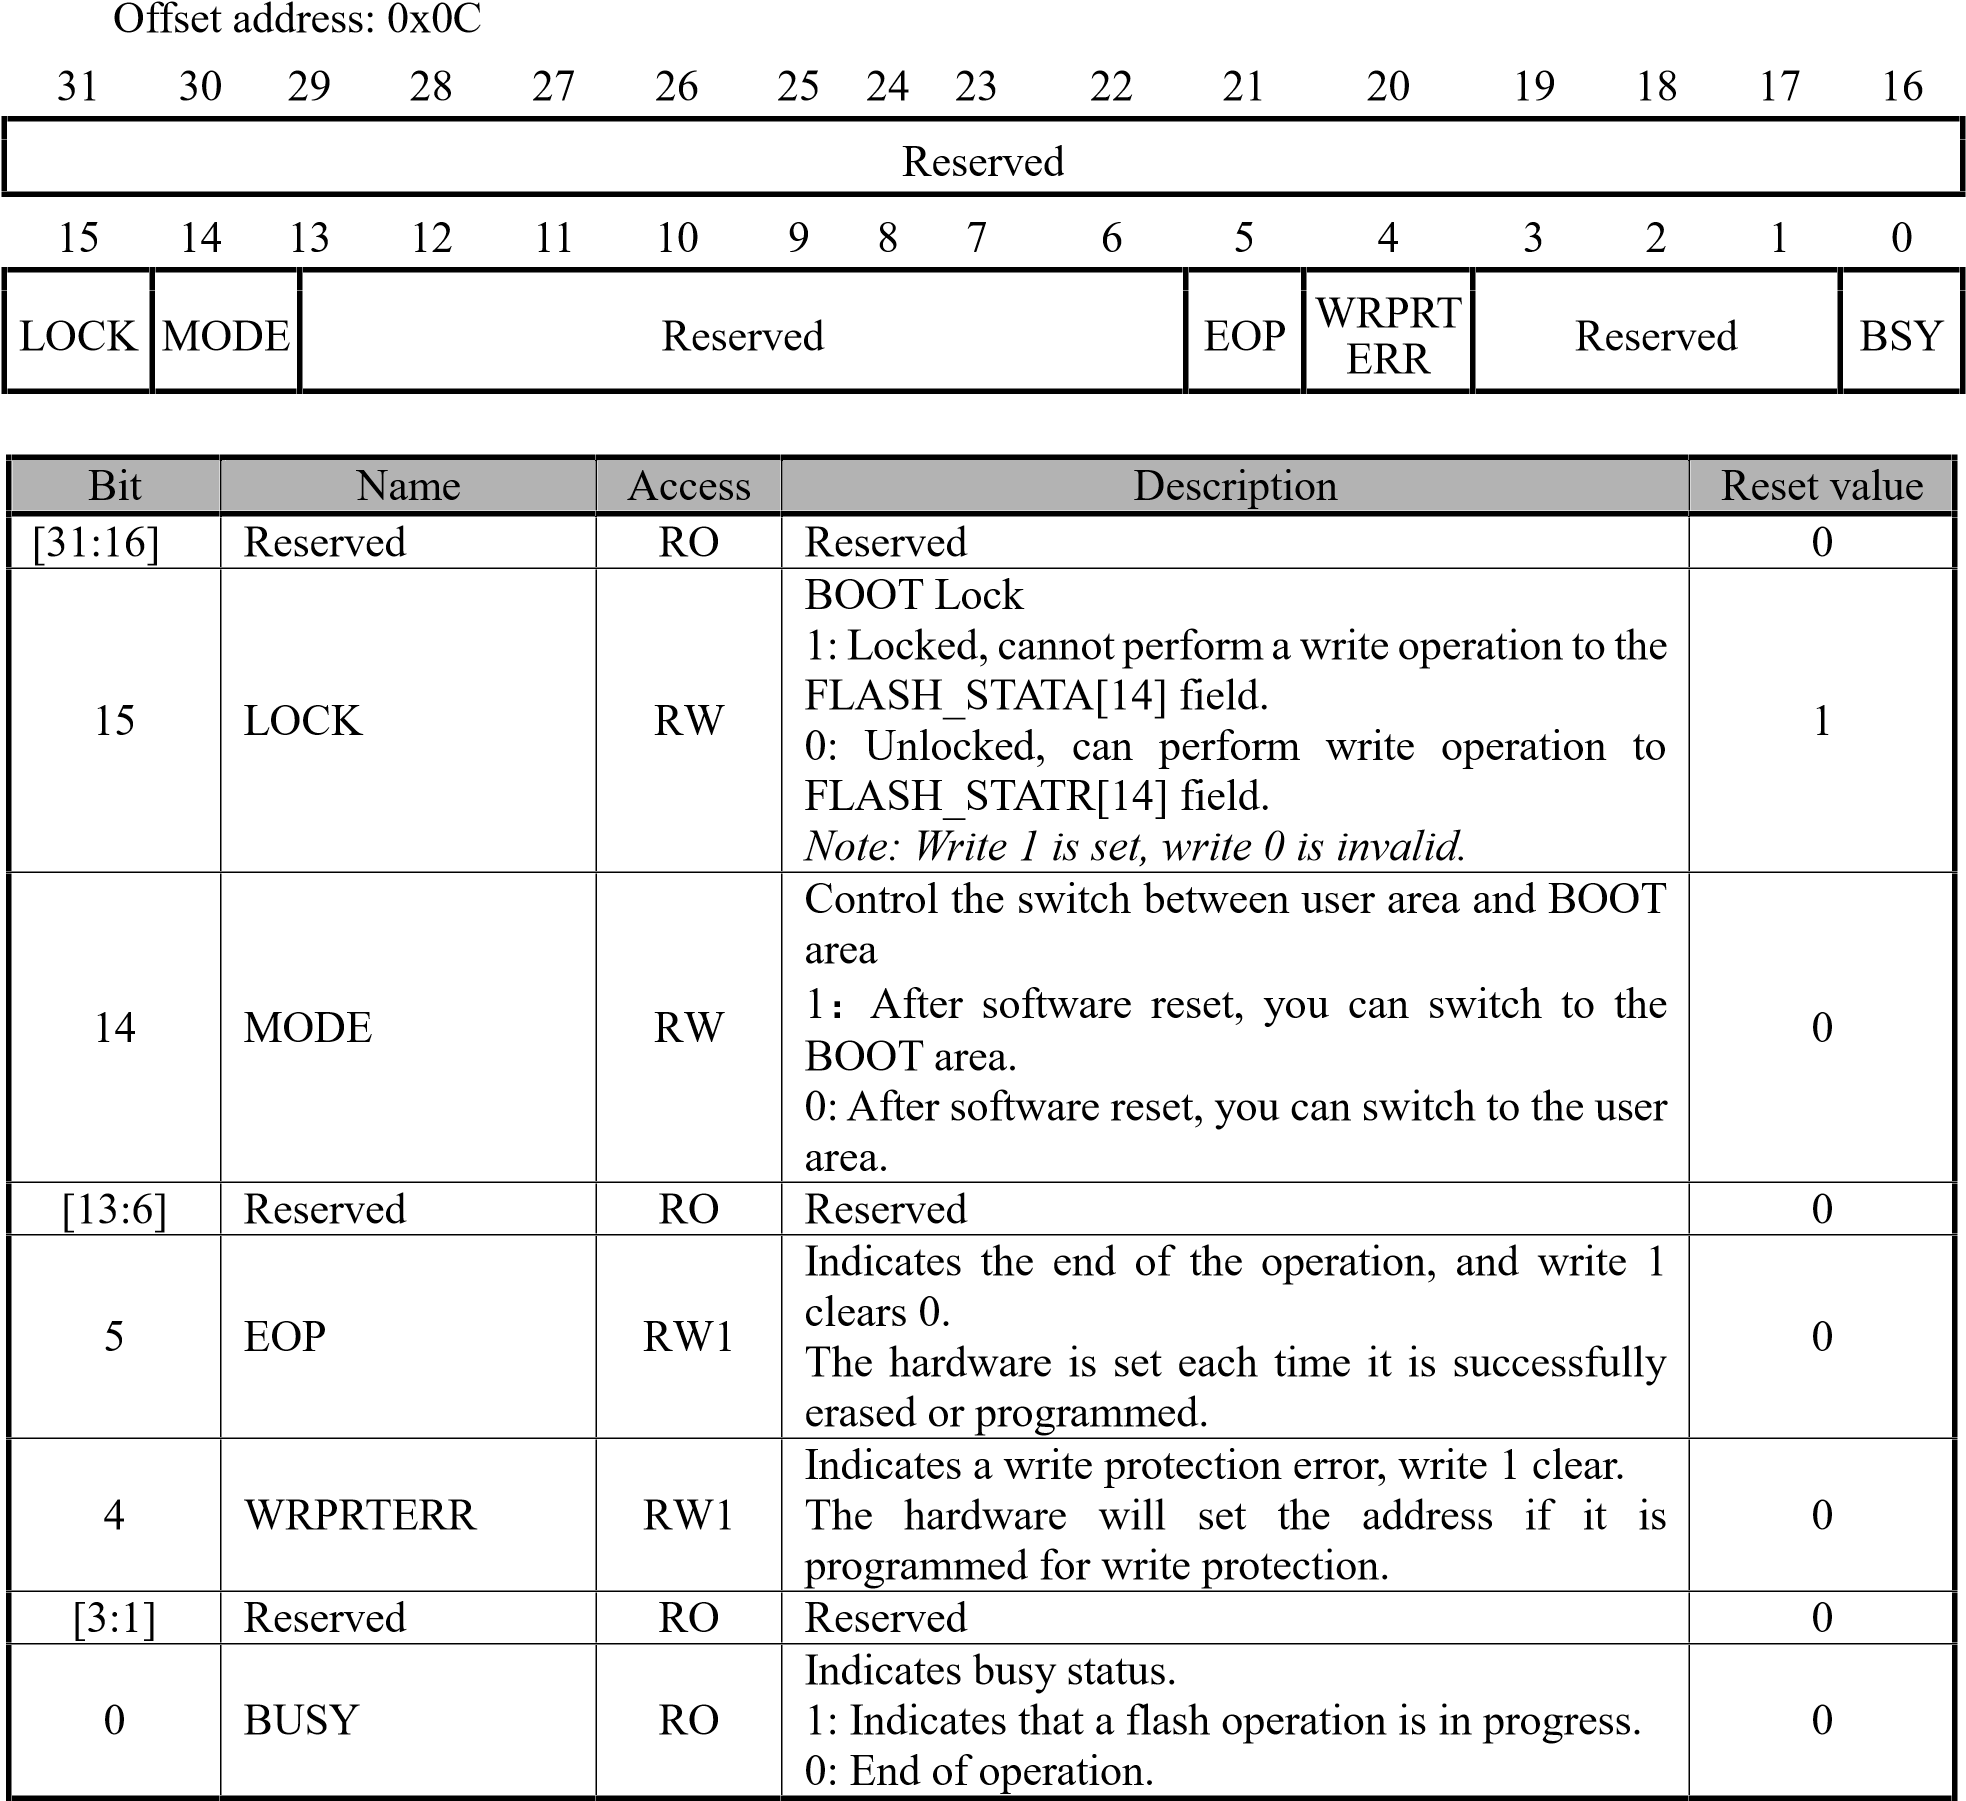 Offset address: 0x0C
31 30 29 28 27 26 25 24 23 22 21 20 19 18 17 16
Reserved
15 14 13 12 11 10 9 8 7 6 5 4 3 2 1 0
LOCK MODE Reserved EOP WRPRT ERR Reserved BSY
Bit Name Access Description Reset value
[31:16] Reserved RO Reserved 0
15 LOCK RW BOOT Lock
1: Locked, cannot perform a write operation to the
FLASH_STATA[14] field.
0: Unlocked, can perform write operation to
FLASH_STATR[14] field.
Note: Write 1 is set, write 0 is invalid.
1
14 MODE RW Control the switch between user area and BOOT
area
1：After software reset, you can switch to the
BOOT area.
0: After software reset, you can switch to the user
area.
0
[13:6] Reserved RO Reserved 0
5 EOP RW1 Indicates the end of the operation, and write 1
clears 0.
The hardware is set each time it is successfully
erased or programmed.
0
4 WRPRTERR RW1 Indicates a write protection error, write 1 clear.
The hardware will set the address if it is
programmed for write protection.
0
[3:1] Reserved RO Reserved 0
0 BUSY RO Indicates busy status.
1: Indicates that a flash operation is in progress.
0: End of operation.
0